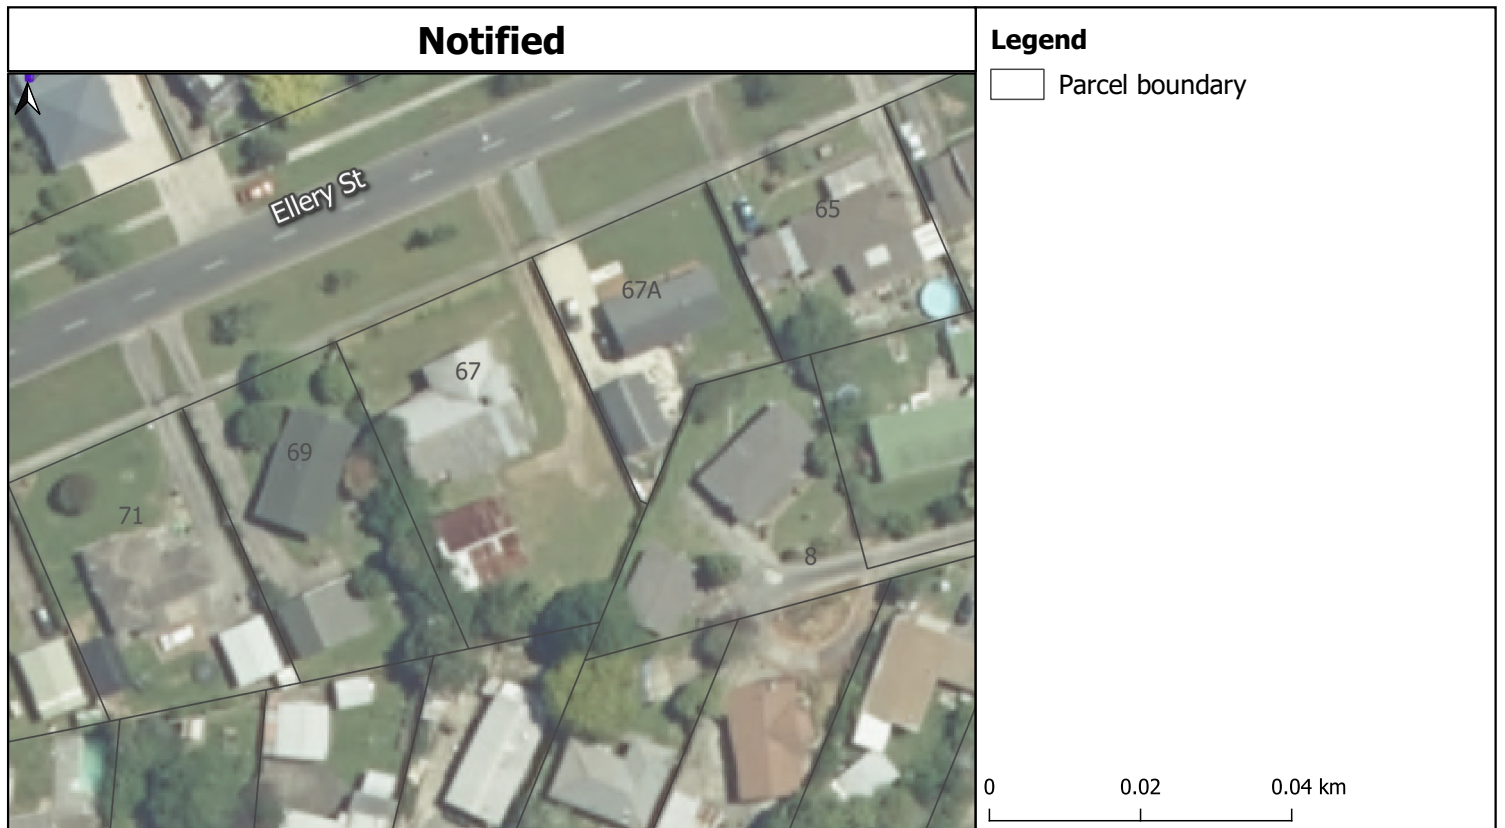 Notified
Legend
Parcel boundary
Ellery St
65
67A
67
69
71
8
0 0.02 0.04 km